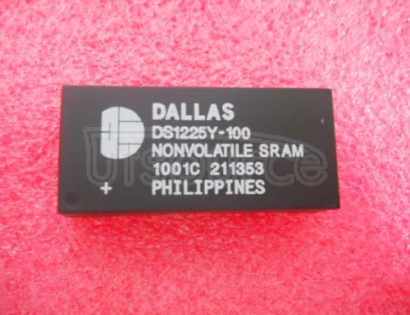 DALLAS
DS1225Y-100
NONVOLATILE SRAM
1001C 211353
+ PHILIPPINES